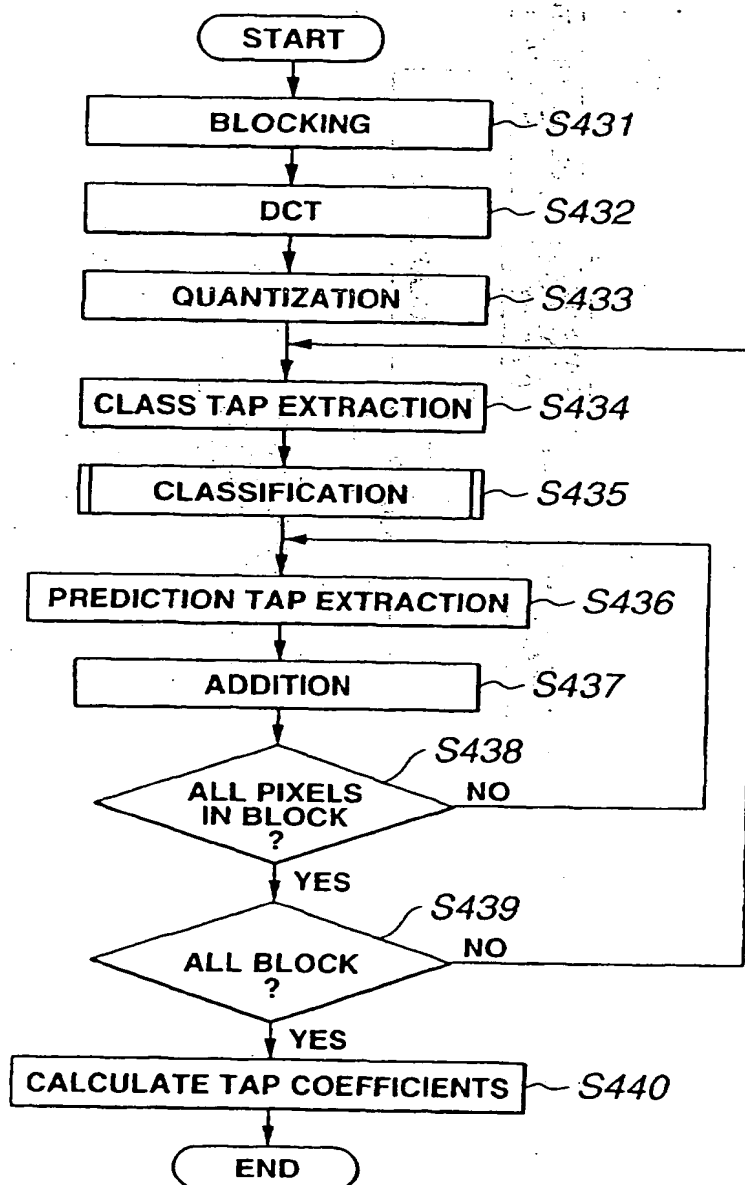 START
BLOCKING
S431
DCT
S432
QUANTIZATION
S433
CLASS TAP EXTRACTION
S434
CLASSIFICATION
S435
PREDICTION TAP EXTRACTION
S436
ADDITION
S437
S438
ALL PIXELS
IN BLOCK
?
NO
YES
S439
ALL BLOCK
?
NO
YES
CALCULATE TAP COEFFICIENTS
S440
END